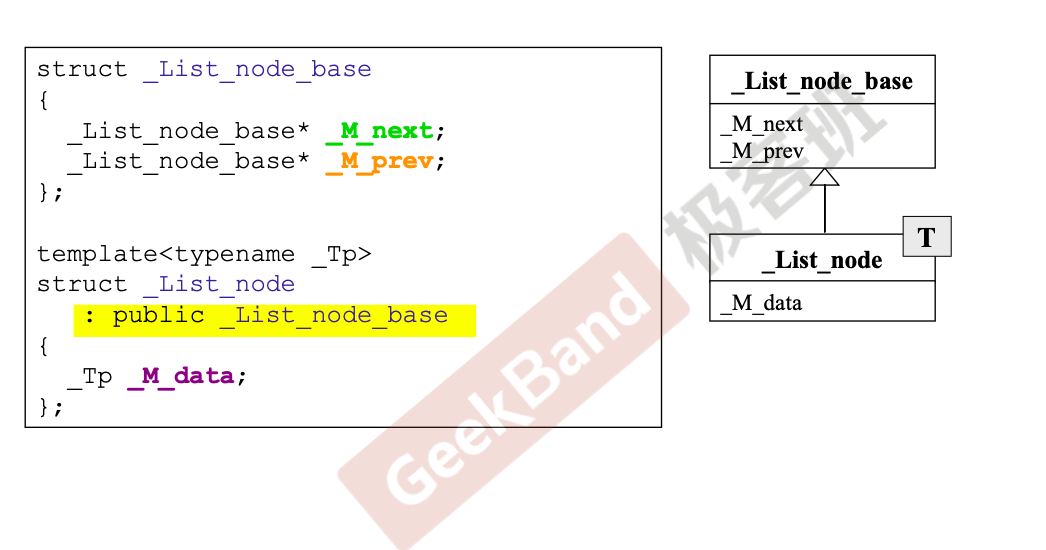 struct _List_node_base
{
  _List_node_base* _M_next;
  _List_node_base* _M_prev;
};
template<typename _Tp>
struct _List_node
   : public _List_node_base
{
  _Tp _M_data;
};
_List_node_base
_M_next
_M_prev
T
_List_node
_M_data
GeekBand 极客班